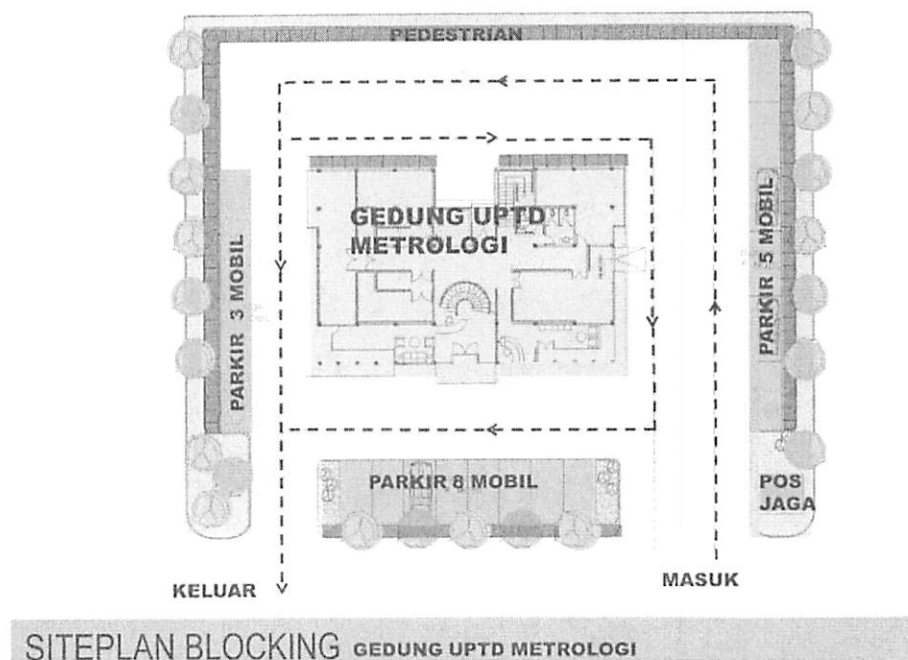 PEDESTRIAN
GEDUNG UPTD
METROLOGI
PARKIR 3 MOBIL
PARKIR 5 MOBIL
PARKIR 8 MOBIL
POS
JAGA
KELUAR
MASUK
SITEPLAN BLOCKING GEDUNG UPTD METROLOGI